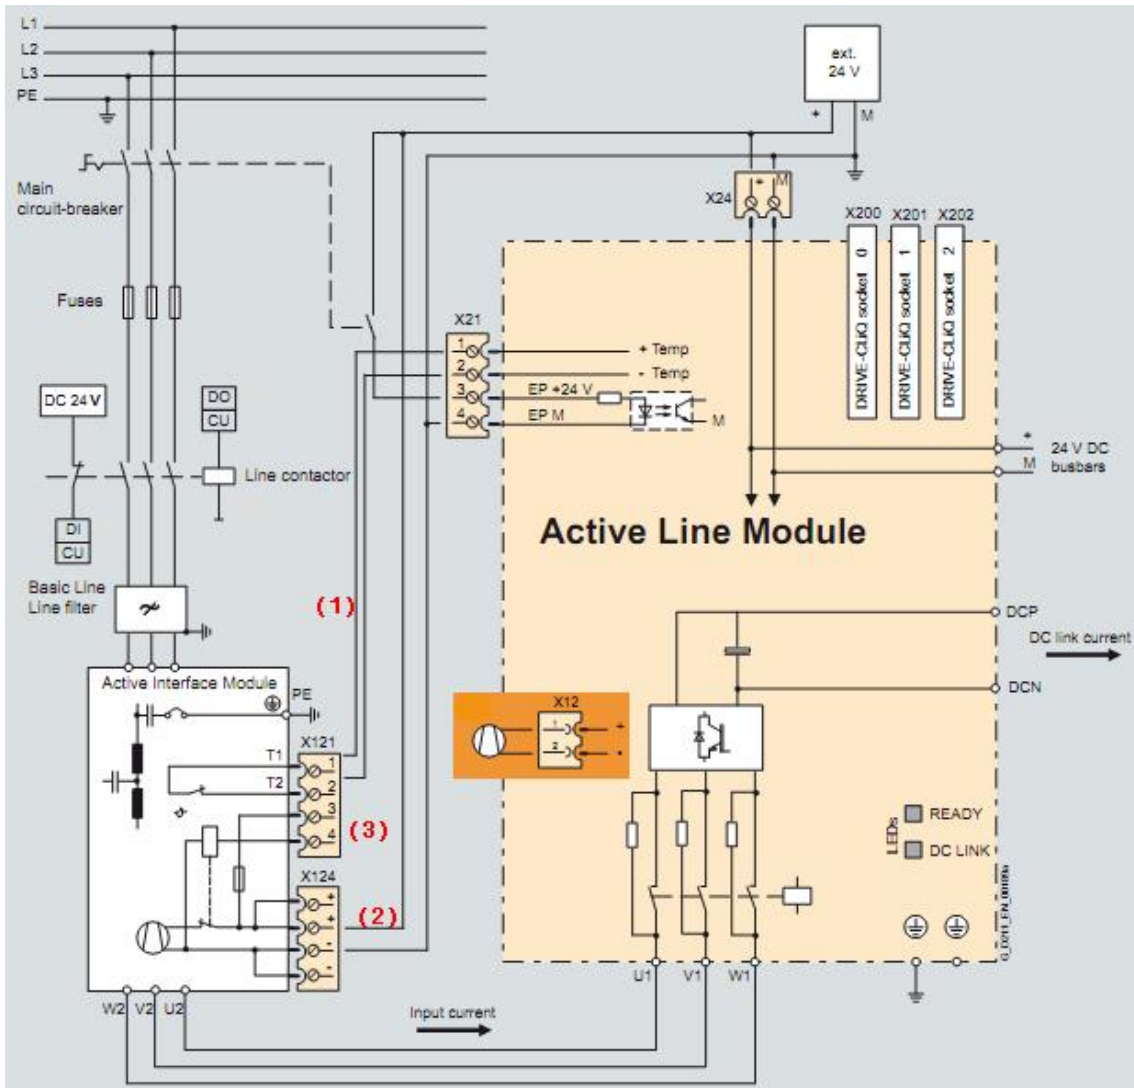 L1
L2
L3
PE
ext.
24 V
+
M
Main
circuit-breaker
+
M
X24
X200
X201
X202
DRIVE-CLiQ socket 0
DRIVE-CLiQ socket 1
DRIVE-CLiQ socket 2
Fuses
X21
1
2
3
4
+ Temp
- Temp
EP +24 V
EP M
M
DC 24 V
DO
CU
Line contactor
DI
CU
+
M
24 V DC
busbars
Active Line Module
Basic Line
Line filter
(1)
DCP
DC link current
DCN
Active Interface Module
PE
X12
1
2
+
-
X121
T1
T2
1
2
3
4
(3)
X124
+
+
-
-
(2)
LEDs
READY
DC LINK
U1
V1
W1
W2
V2
U2
Input current